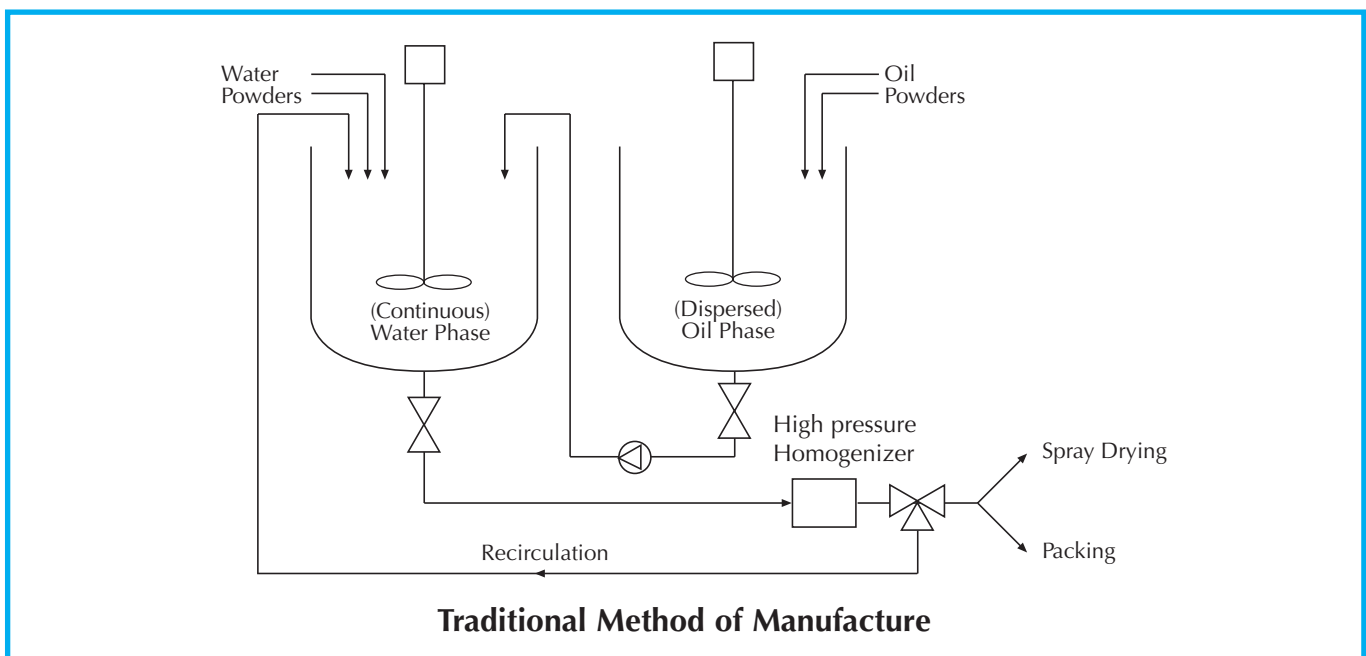 Water
Powders
Oil
Powders
(Continuous)
Water Phase
(Dispersed)
Oil Phase
High pressure
Homogenizer
Spray Drying
Packing
Recirculation
Traditional Method of Manufacture